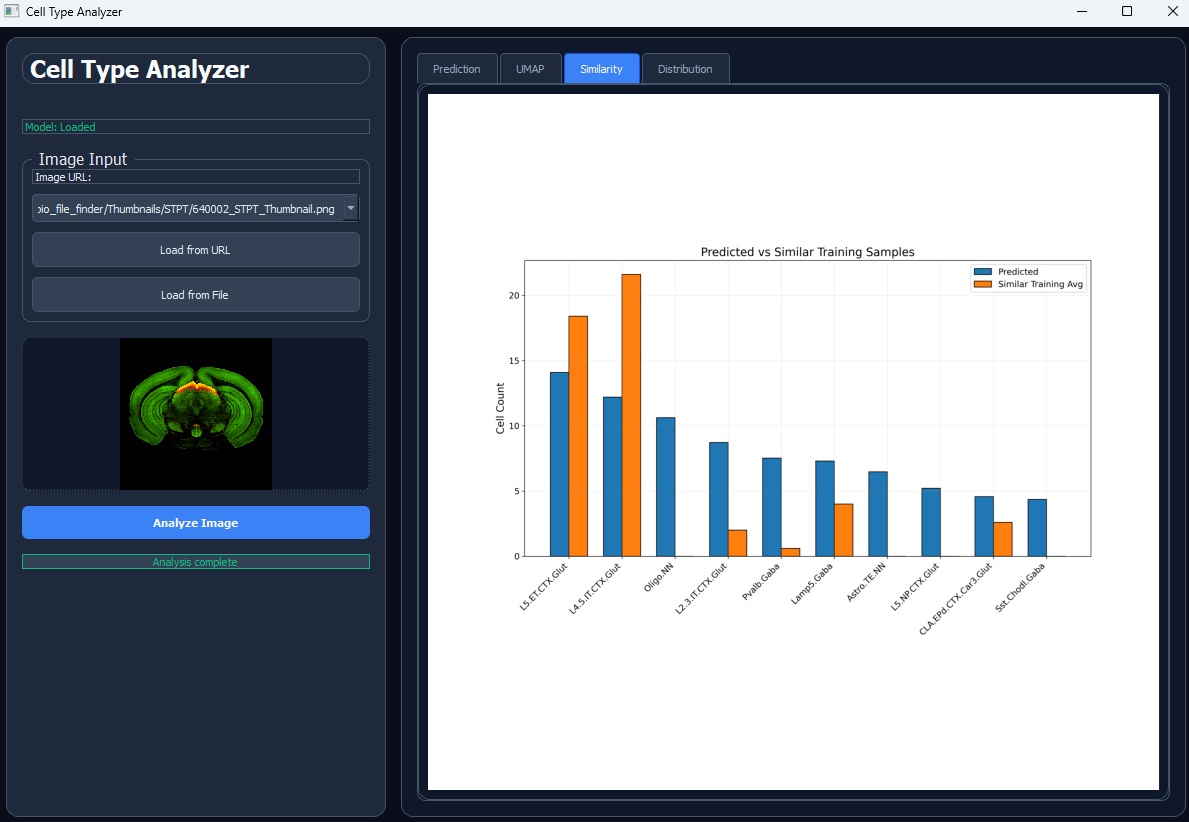 Cell Type Analyzer
Cell Type Analyzer
Model: Loaded
Image Input
Image URL:
bio_file_finder/Thumbnails/STPT/640002_STPT_Thumbnail.png
Load from URL
Load from File
Analyze Image
Analysis complete
Prediction
UMAP
Similarity
Distribution
Predicted vs Similar Training Samples
Predicted
Similar Training Avg
Cell Count
20
15
10
5
0
L5.ET.CTX.Glut
L4.5.IT.CTX.Glut
Oligo.NN
L2.3.IT.CTX.Glut
Pvalb.Gaba
Lamp5.Gaba
Astro.TE.NN
L5.NP.CTX.Glut
CLA.EPd.CTX.Car3.Glut
Sst.Chodl.Gaba